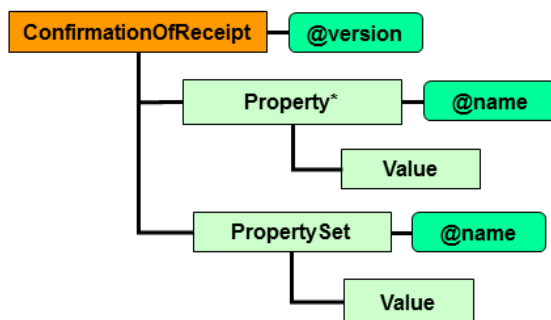 ConfirmationOfReceipt @version
Property* @name
Value
PropertySet @name
Value